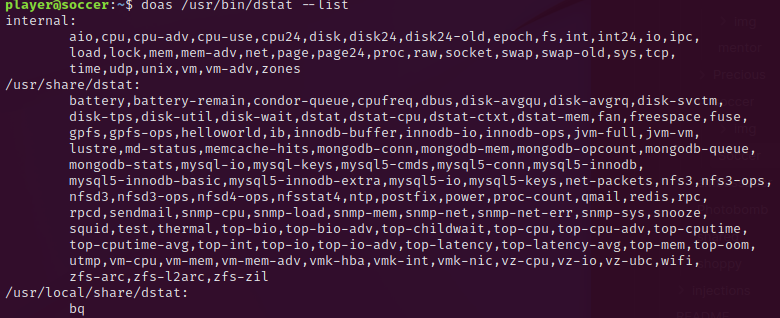 player@soccer:~$ doas /usr/bin/dstat --list
internal:
aio,cpu,cpu-adv,cpu-use,cpu24,disk,disk24,disk24-old,epoch,fs,int,int24,io,ipc,
load,lock,mem,mem-adv,net,page,page24,proc,raw,socket,swap,swap-old,sys,tcp,
time,udp,unix,vm,vm-adv,zones
/usr/share/dstat:
battery,battery-remain,condor-queue,cpufreq,dbus,disk-avgqu,disk-avgrq,disk-svctm,
disk-tps,disk-util,disk-wait,dstat,dstat-cpu,dstat-ctxt,dstat-mem,fan,freespace,fuse,
gpfs,gpfs-ops,helloworld,ib,innodb-buffer,innodb-io,innodb-ops,jvm-full,jvm-vm,
lustre,md-status,memcache-hits,mongodb-conn,mongodb-mem,mongodb-opcount,mongodb-queue,
mongodb-stats,mysql-io,mysql-keys,mysql5-cmds,mysql5-conn,mysql5-innodb,
mysql5-innodb-basic,mysql5-innodb-extra,mysql5-io,mysql5-keys,net-packets,nfs3,nfs3-ops,
nfsd3,nfsd3-ops,nfsd4-ops,nfsstat4,ntp,postfix,power,proc-count,qmail,redis,rpc,
rpcd,sendmail,snmp-cpu,snmp-load,snmp-mem,snmp-net,snmp-net-err,snmp-sys,snooze,
squid,test,thermal,top-bio,top-bio-adv,top-childwait,top-cpu,top-cpu-adv,top-cputime,
top-cputime-avg,top-int,top-io,top-io-adv,top-latency,top-latency-avg,top-mem,top-oom,
utmp,vm-cpu,vm-mem,vm-mem-adv,vmk-hba,vmk-int,vmk-nic,vz-cpu,vz-io,vz-ubc,wifi,
zfs-arc,zfs-l2arc,zfs-zil
/usr/local/share/dstat:
bq